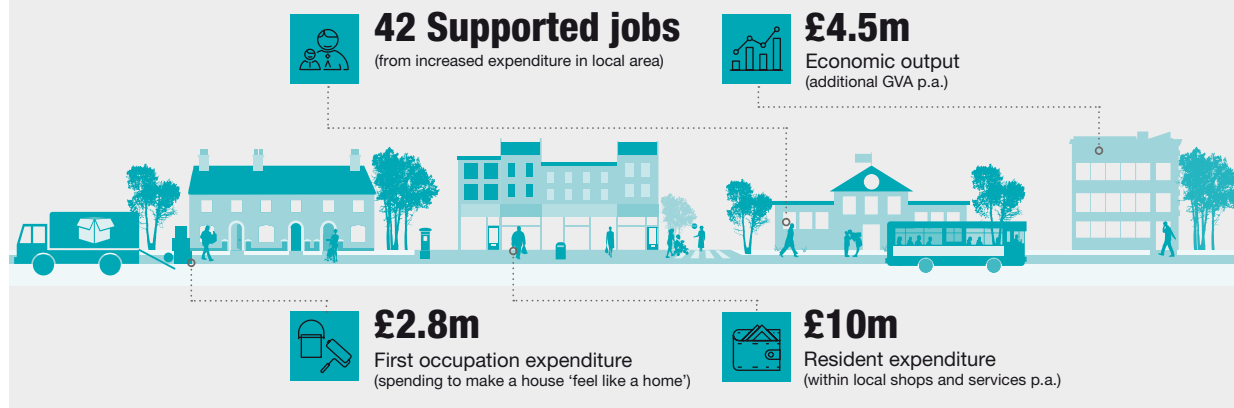 42 Supported jobs
(from increased expenditure in local area)
£4.5m
Economic output
(additional GVA p.a.)
£2.8m
First occupation expenditure
(spending to make a house ‘feel like a home’)
£10m
Resident expenditure
(within local shops and services p.a.)